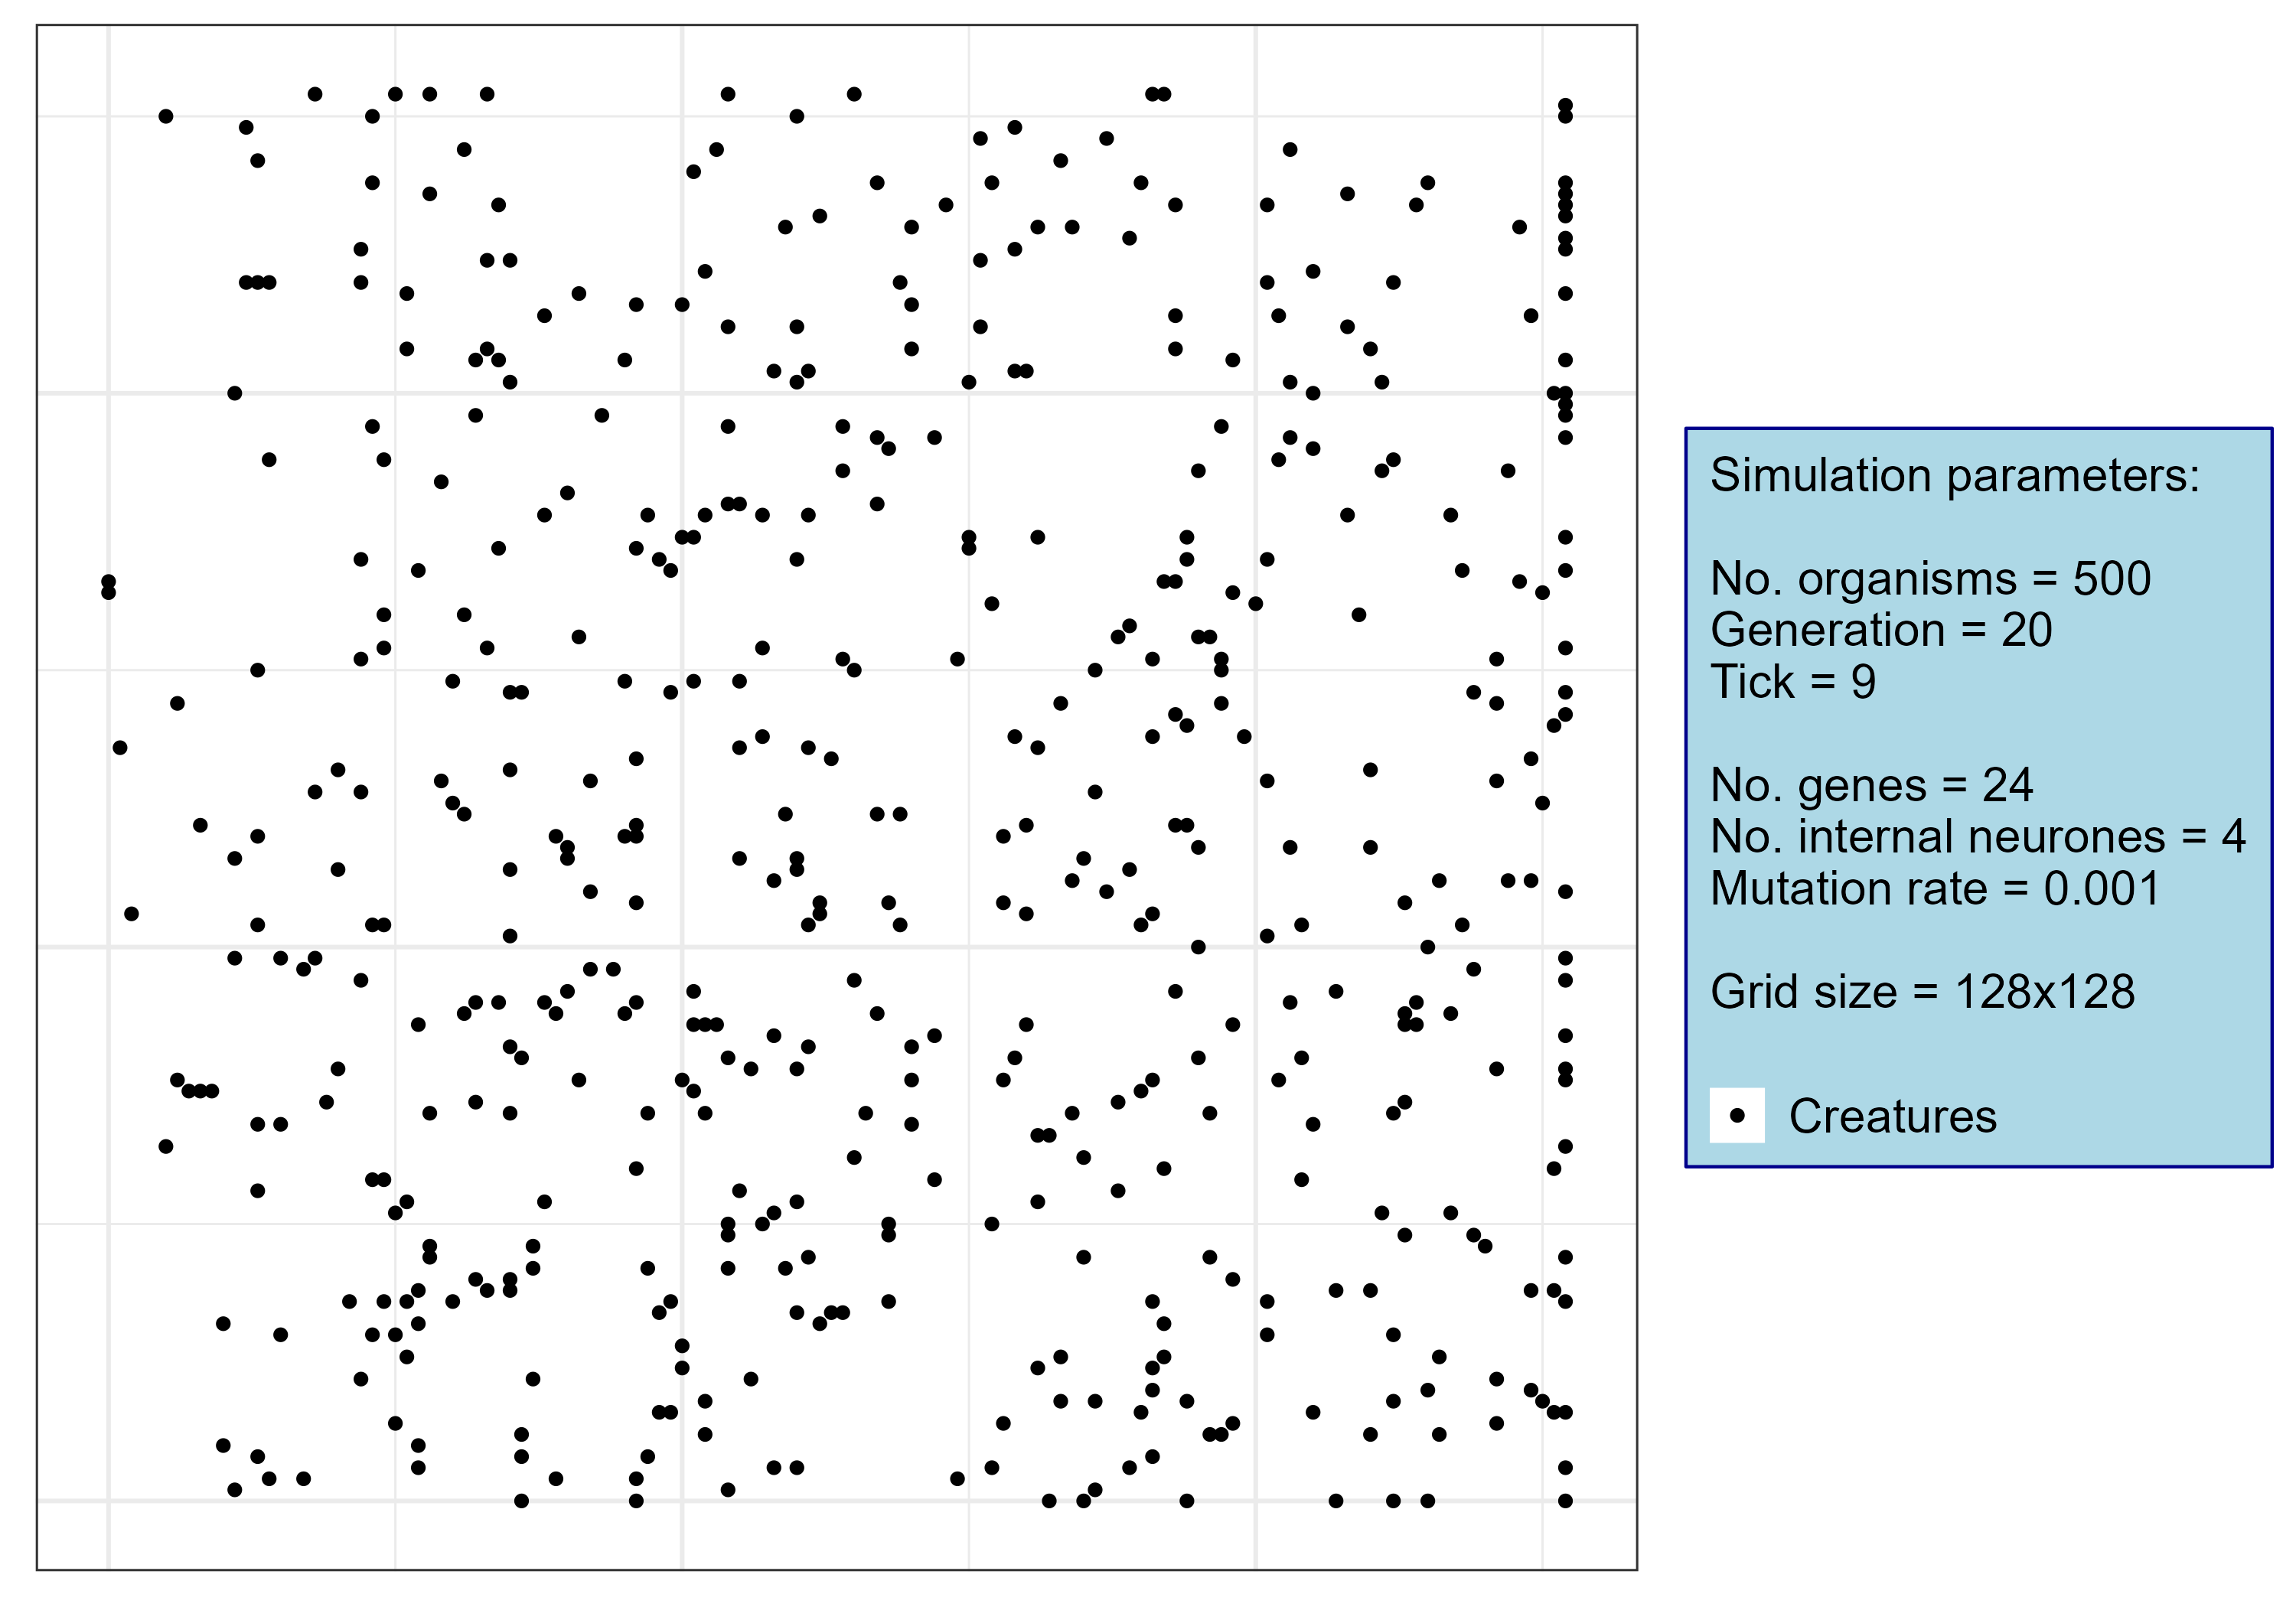 Simulation parameters:
No. organisms = 500
Generation = 20
Tick = 9
No. genes = 24
No. internal neurones = 4
Mutation rate = 0.001
Grid size = 128x128
Creatures